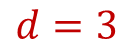 d = 3